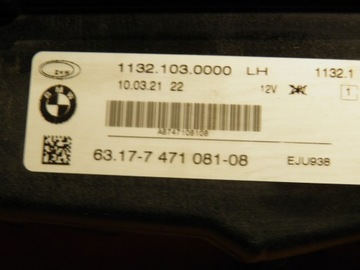 1132.103.0000 LH 1132.1
10.03.21 22 12V 1
BMW
A8747108108
63.17-7 471 081-08 EJU938